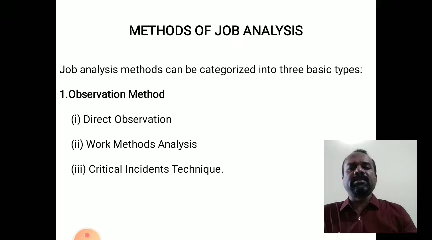 METHODS OF JOB ANALYSIS
Job analysis methods can be categorized into three basic types:
1.Observation Method
(i) Direct Observation
(ii) Work Methods Analysis
(iii) Critical Incidents Technique.